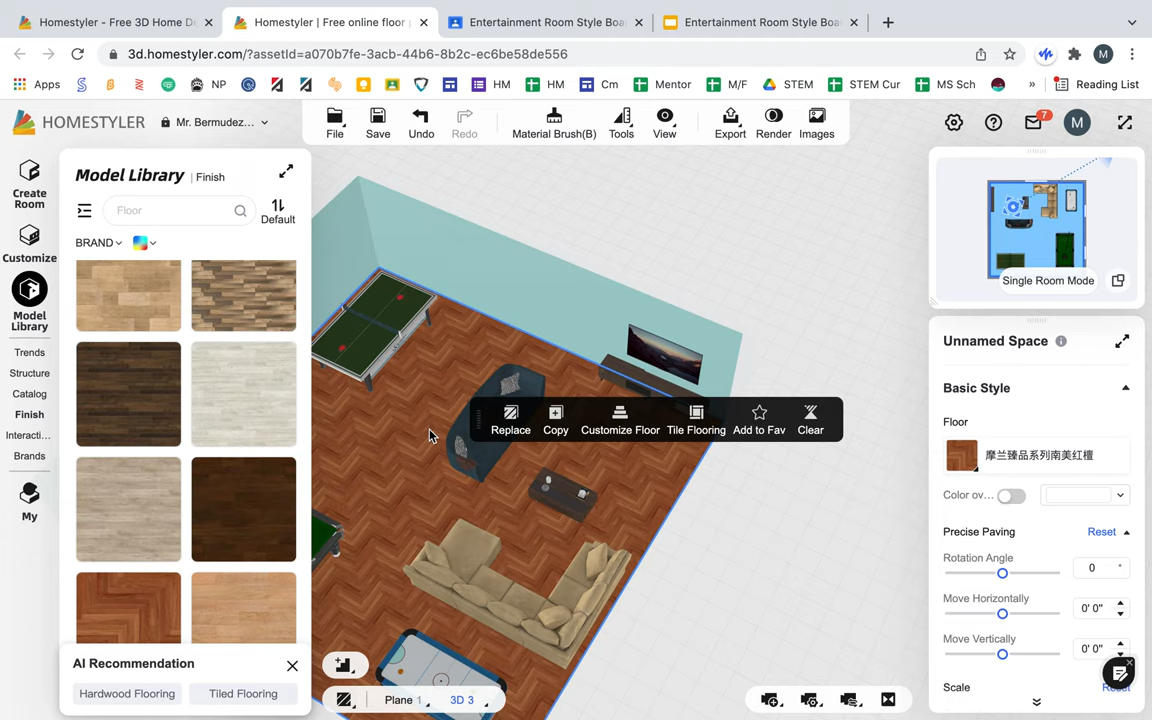 Homestyler - Free 3D Home D
Homestyler | Free online floor
Entertainment Room Style Boa
Entertainment Room Style Boa
3d.homestyler.com/?assetId=a070b7fe-3acb-44b6-8b2c-ec6be58de556
M
Apps
NP
HM
HM
Cm
Mentor
M/F
STEM
STEM Cur
MS Sch
»
Reading List
HOMESTYLER
Mr. Bermudez...
File
Save
Undo
Redo
Material Brush(B)
Tools
View
Export
Render
Images
7
M
Create Room
Customize
Model Library
Trends
Structure
Catalog
Finish
Interacti...
Brands
My
Model Library | Finish
Floor
Default
BRAND
AI Recommendation
Hardwood Flooring
Tiled Flooring
Replace
Copy
Customize Floor
Tile Flooring
Add to Fav
Clear
Plane 1
3D 3
Single Room Mode
Unnamed Space
Basic Style
Floor
摩兰臻品系列南美红檀
Color ov...
Precise Paving
Reset
Rotation Angle
0 °
Move Horizontally
0' 0"
Move Vertically
0' 0"
Scale